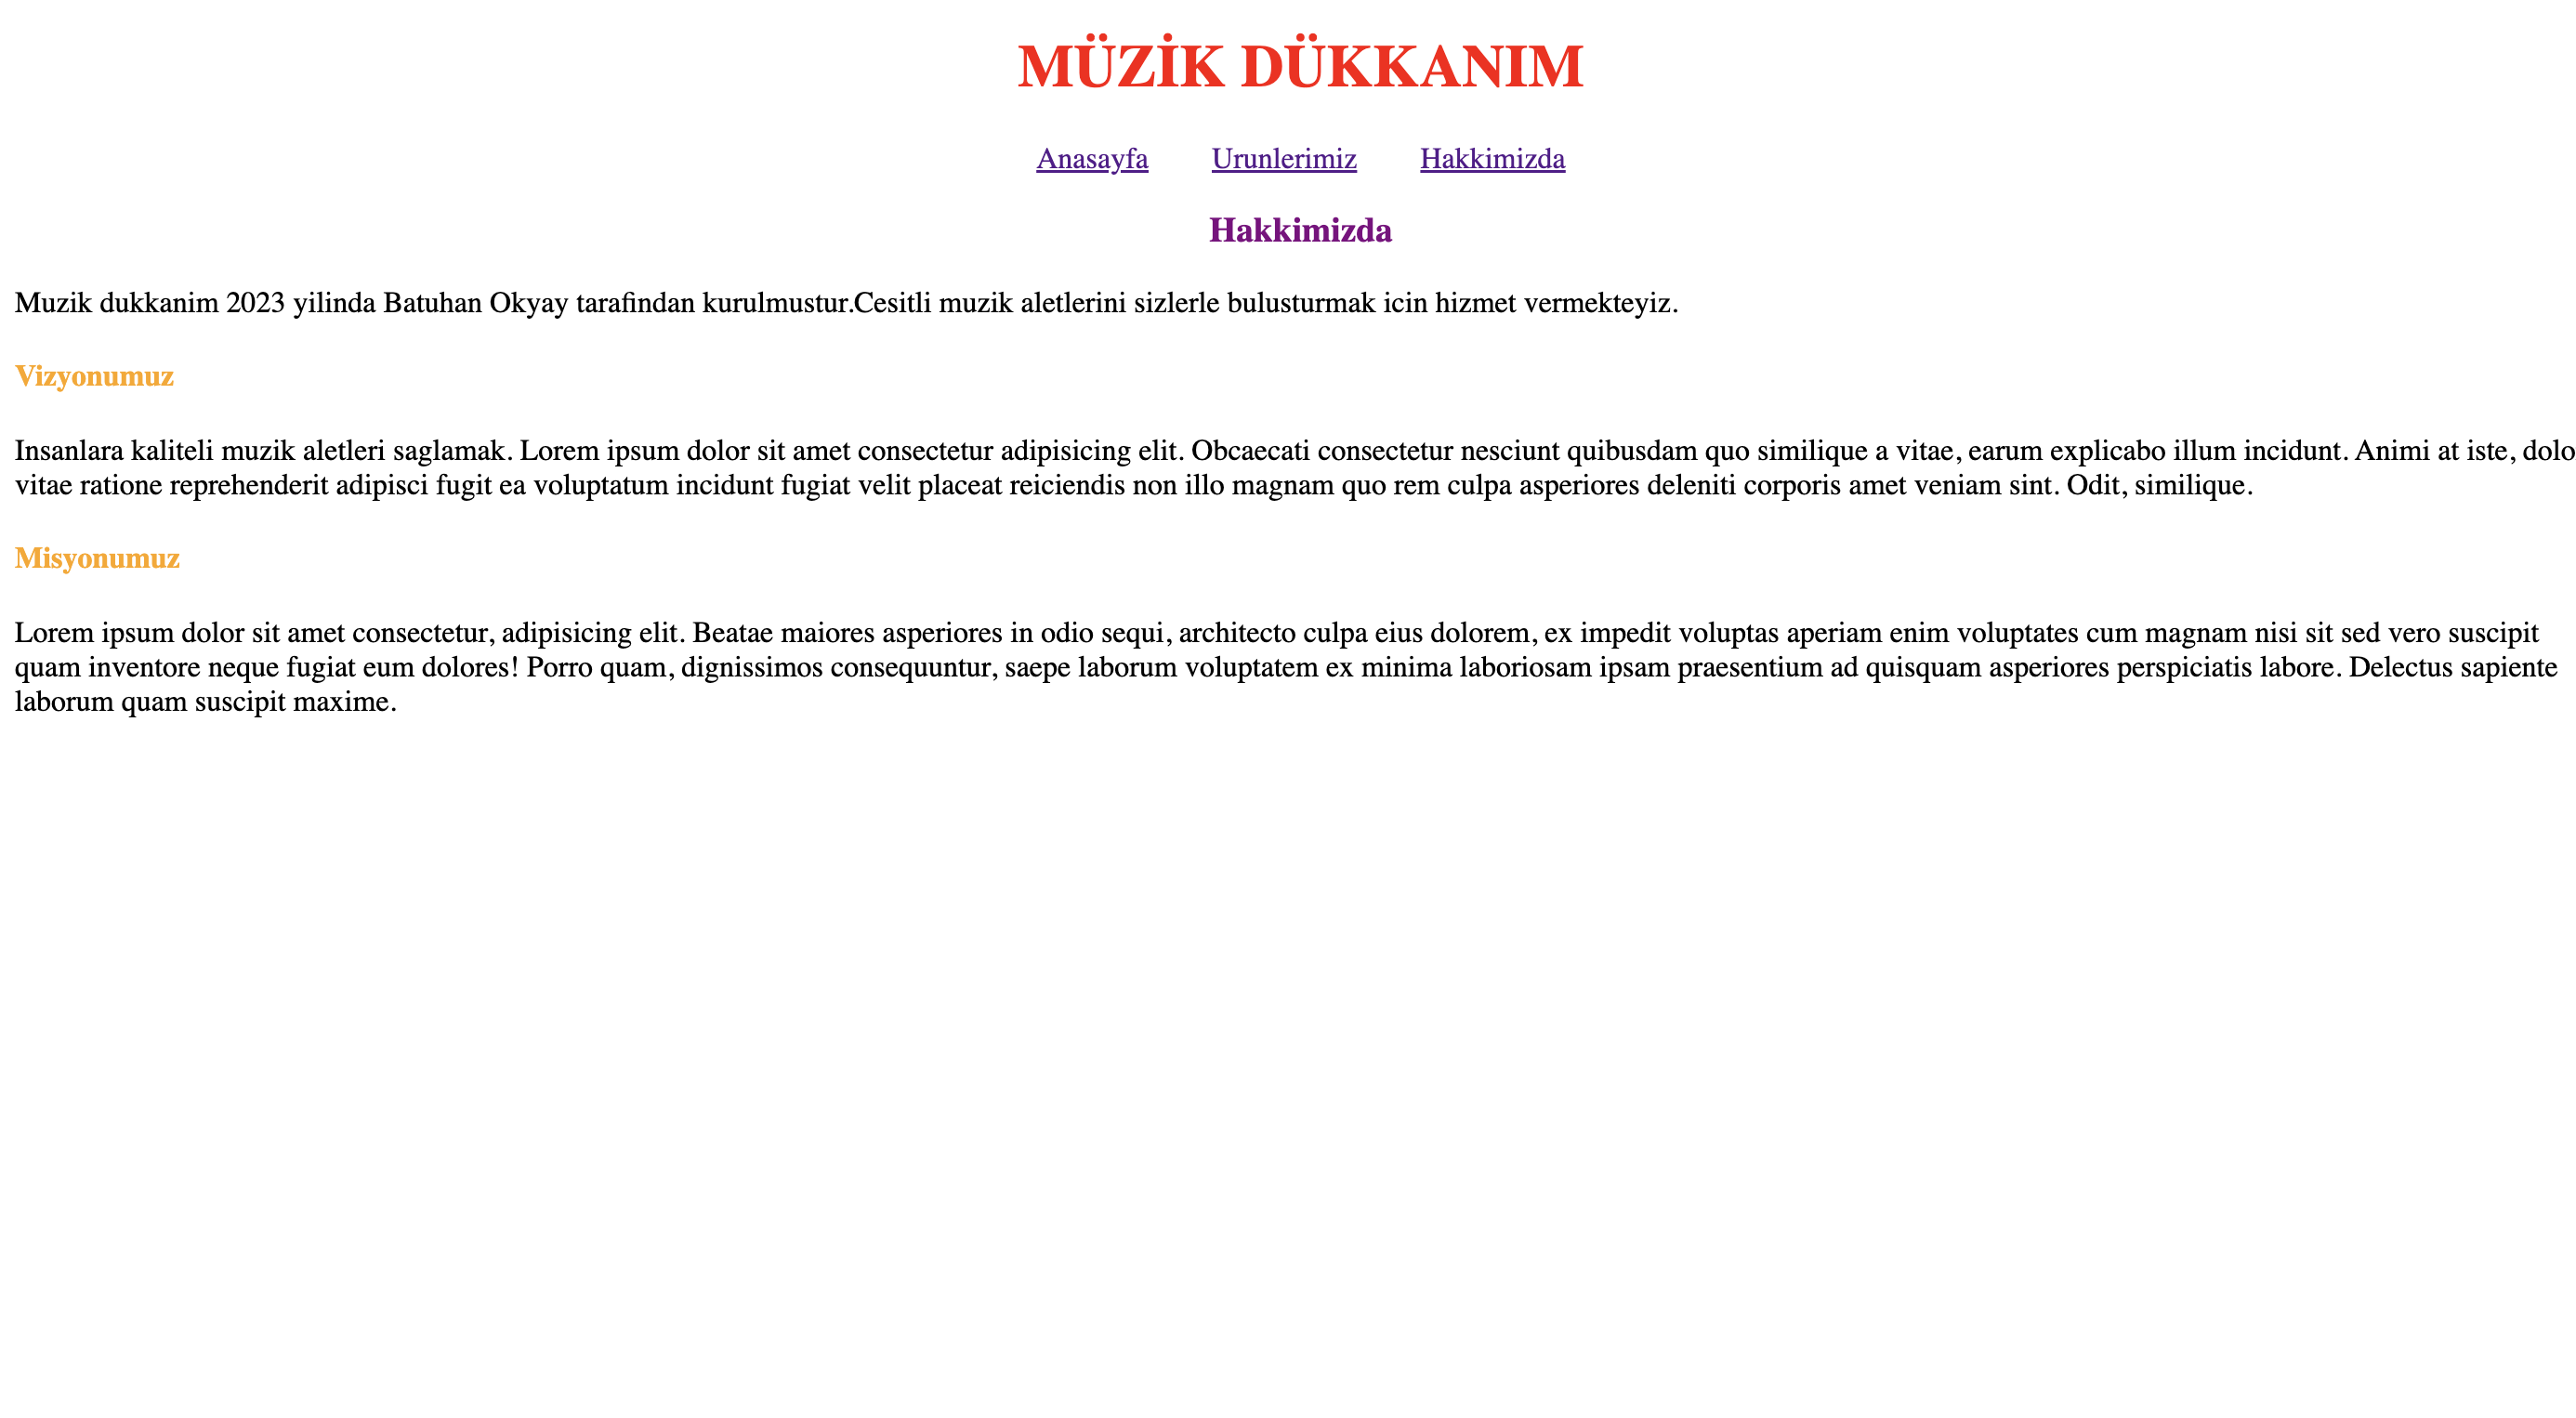 MÜZİK DÜKKANIM
Anasayfa Urunlerimiz Hakkimizda
Hakkimizda
Muzik dukkanim 2023 yilinda Batuhan Okyay tarafindan kurulmustur.Cesitli muzik aletlerini sizlerle bulusturmak icin hizmet vermekteyiz.
Vizyonumuz
Insanlara kaliteli muzik aletleri saglamak. Lorem ipsum dolor sit amet consectetur adipisicing elit. Obcaecati consectetur nesciunt quibusdam quo similique a vitae, earum explicabo illum incidunt. Animi at iste, dolo
vitae ratione reprehenderit adipisci fugit ea voluptatum incidunt fugiat velit placeat reiciendis non illo magnam quo rem culpa asperiores deleniti corporis amet veniam sint. Odit, similique.
Misyonumuz
Lorem ipsum dolor sit amet consectetur, adipisicing elit. Beatae maiores asperiores in odio sequi, architecto culpa eius dolorem, ex impedit voluptas aperiam enim voluptates cum magnam nisi sit sed vero suscipit
quam inventore neque fugiat eum dolores! Porro quam, dignissimos consequuntur, saepe laborum voluptatem ex minima laboriosam ipsam praesentium ad quisquam asperiores perspiciatis labore. Delectus sapiente
laborum quam suscipit maxime.